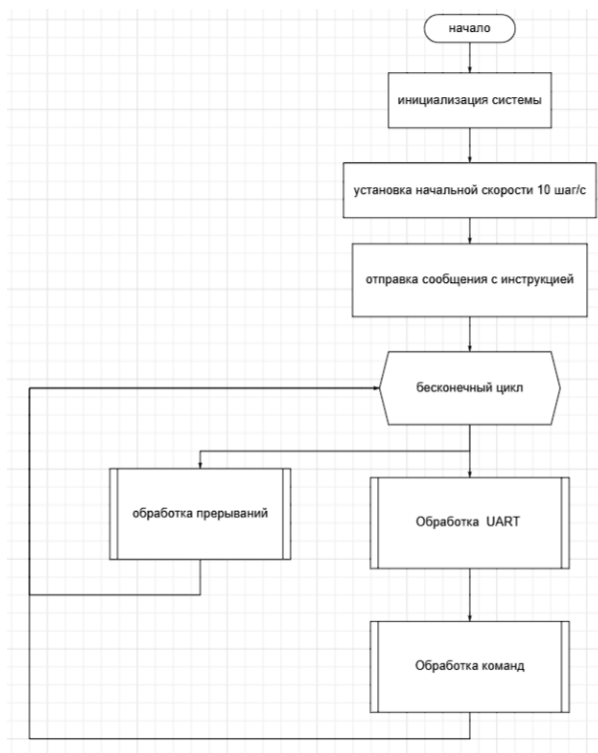 начало
инициализация системы
установка начальной скорости 10 шаг/с
отправка сообщения с инструкцией
бесконечный цикл
обработка прерываний
Обработка UART
Обработка команд